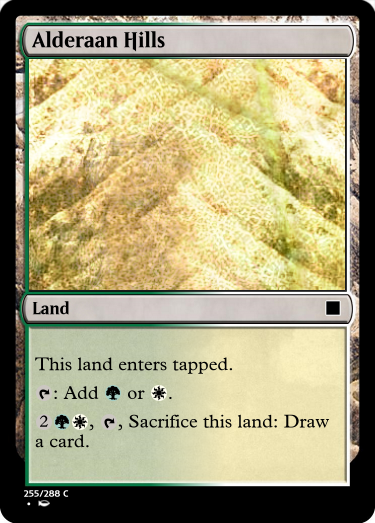 Alderaan Hills
Land
This land enters tapped.
: Add or .
2 , , Sacrifice this land: Draw
a card.
255/288 C